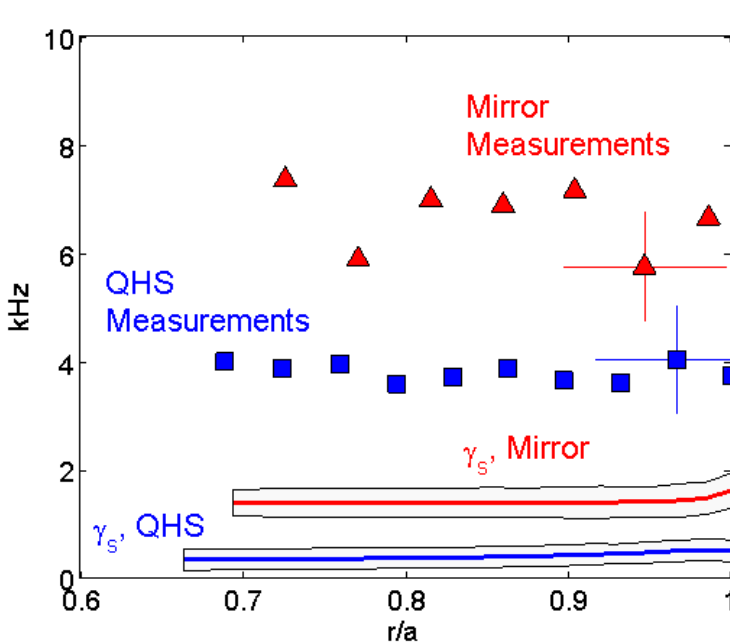 10
8
6
4
2
0
kHz
Mirror
Measurements
QHS
Measurements
γs, Mirror
γs, QHS
0.6
0.7
0.8
0.9
1
r/a